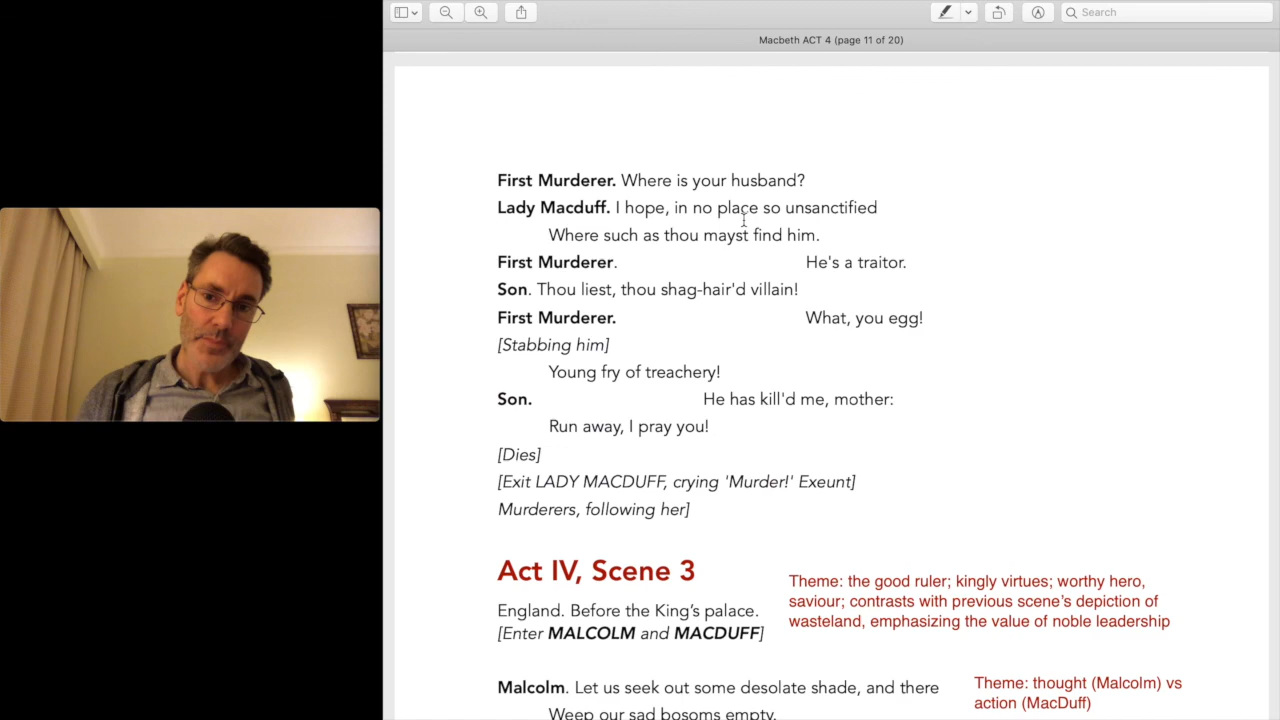 Search
Macbeth ACT 4 (page 11 of 20)
First Murderer. Where is your husband?
Lady Macduff. I hope, in no place so unsanctified
Where such as thou mayst find him.
First Murderer. He's a traitor.
Son. Thou liest, thou shag-hair'd villain!
First Murderer. What, you egg!
[Stabbing him]
Young fry of treachery!
Son. He has kill'd me, mother:
Run away, I pray you!
[Dies]
[Exit LADY MACDUFF, crying 'Murder!' Exeunt]
Murderers, following her]
Act IV, Scene 3
Theme: the good ruler; kingly virtues; worthy hero,
saviour; contrasts with previous scene's depiction of
wasteland, emphasizing the value of noble leadership
England. Before the King's palace.
[Enter MALCOLM and MACDUFF]
Malcolm. Let us seek out some desolate shade, and there
Weep our sad bosoms empty.
Theme: thought (Malcolm) vs
action (MacDuff)